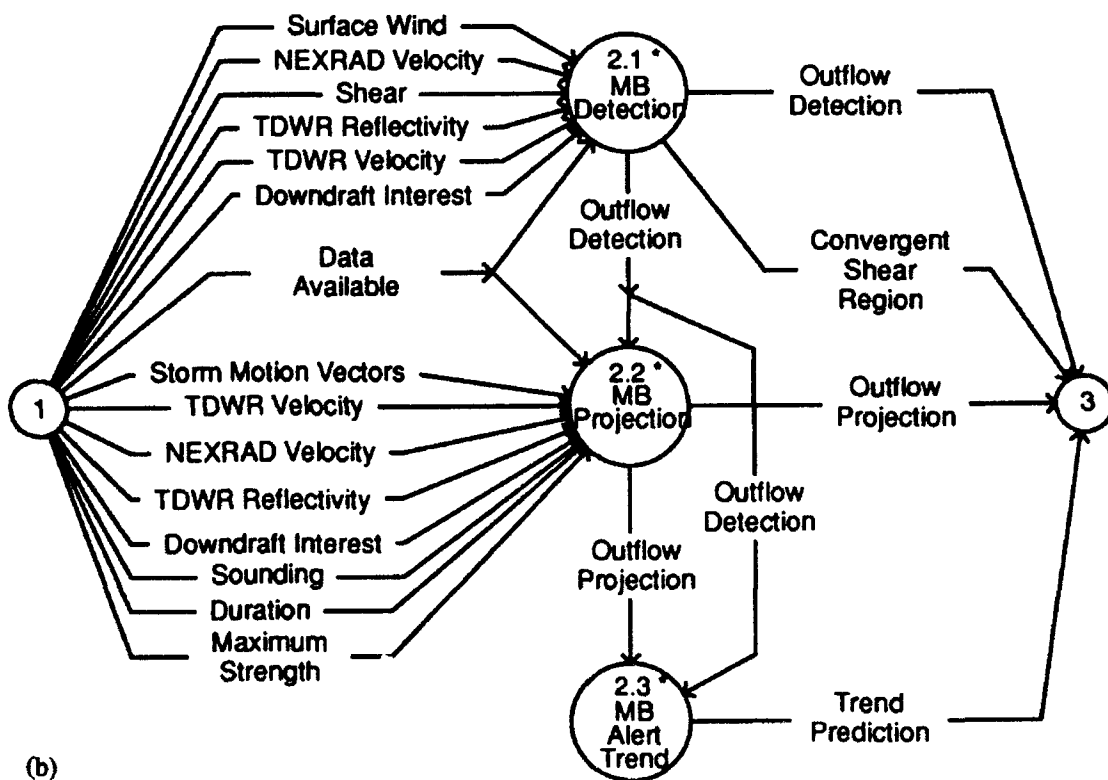 Surface Wind
NEXRAD Velocity
Shear
TDWR Reflectivity
TDWR Velocity
Downdraft Interest
Data
Available
2.1 *
MB
Detection
Outflow
Detection
Outflow
Detection
Convergent
Shear
Region
1
Storm Motion Vectors
TDWR Velocity
NEXRAD Velocity
TDWR Reflectivity
Downdraft Interest
Sounding
Duration
Maximum
Strength
2.2 *
MB
Projection
Outflow
Projection
3
Outflow
Detection
Outflow
Projection
2.3 *
MB
Alert
Trend
Trend
Prediction
(b)